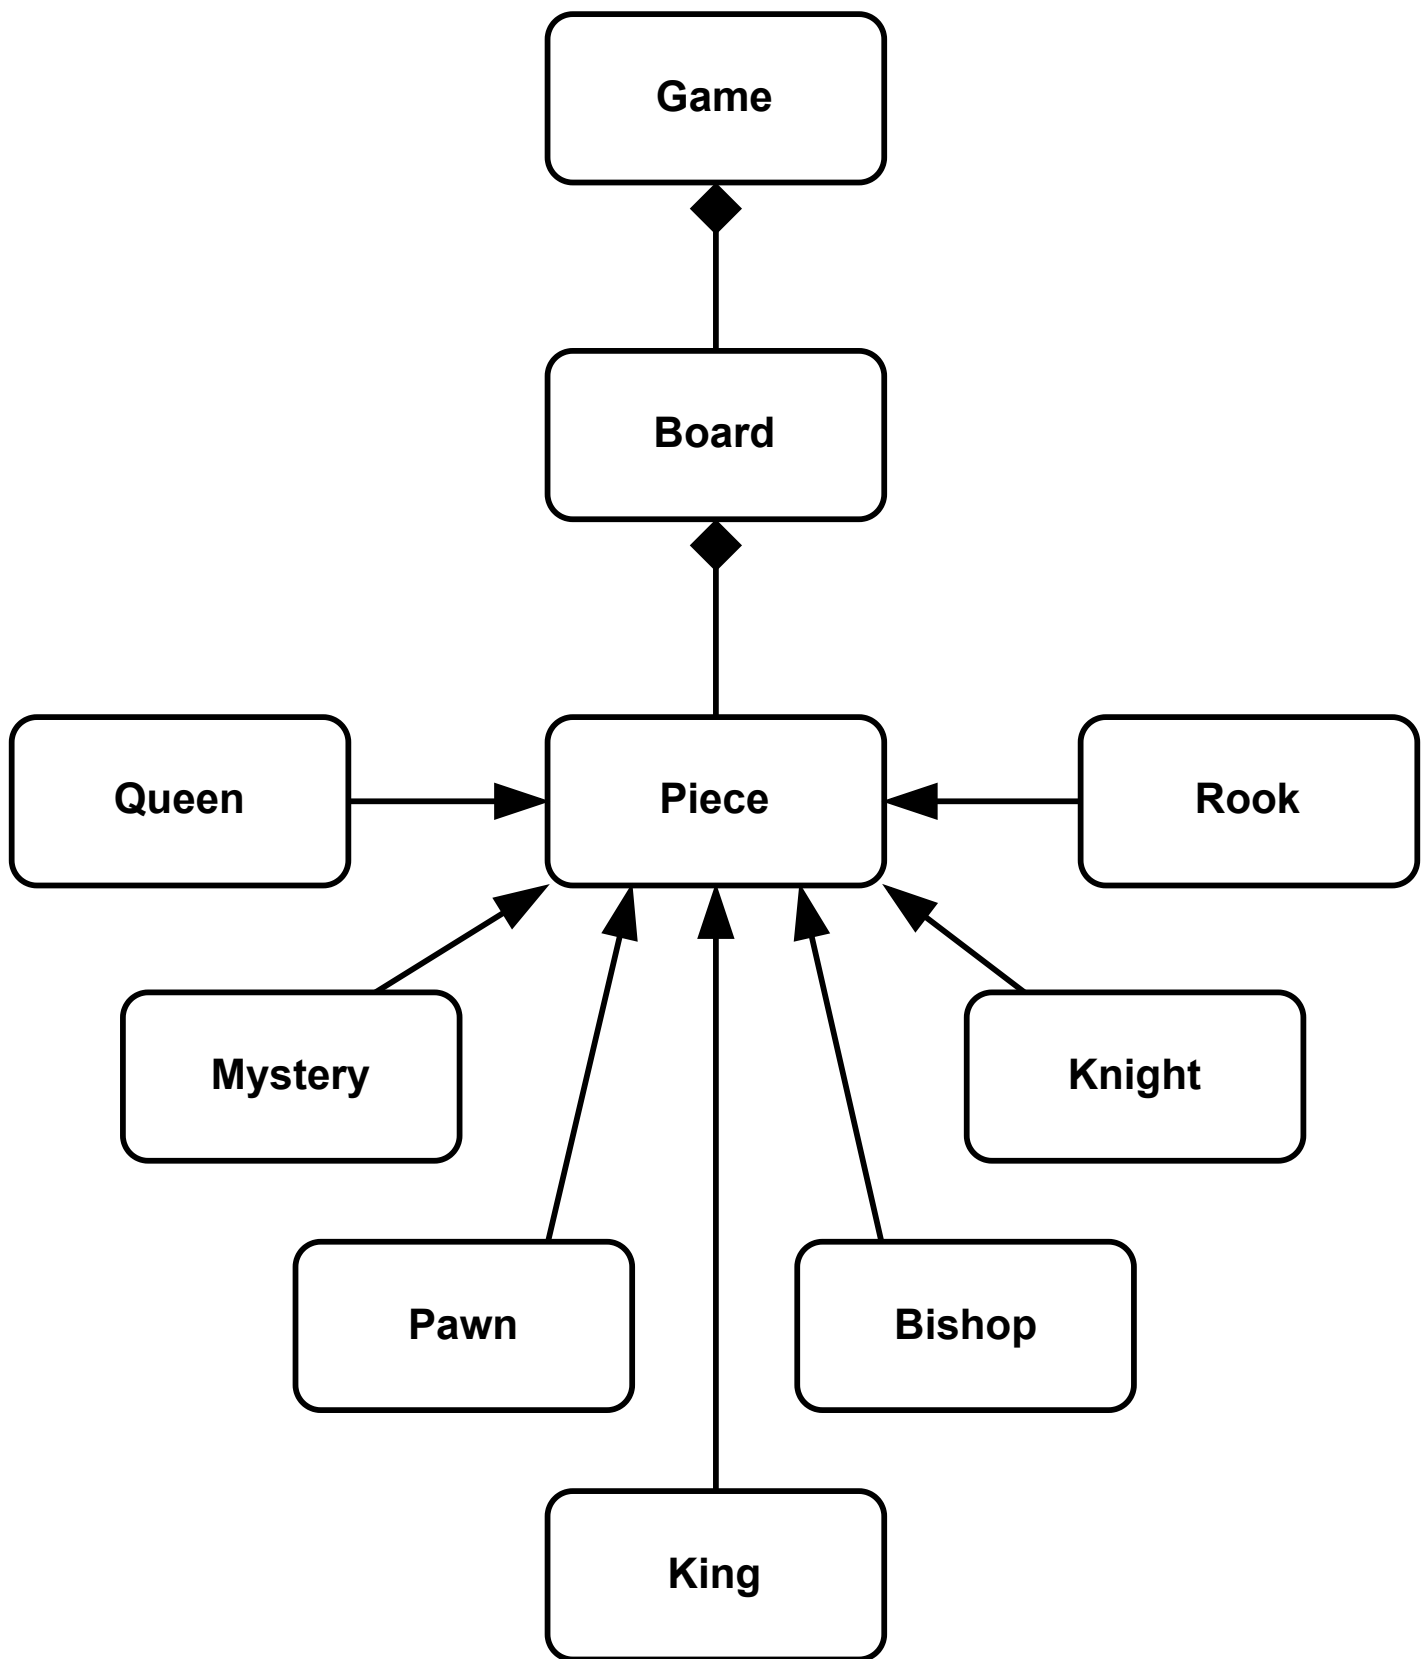 Game
Board
Queen
Piece
Rook
Mystery
Knight
Pawn
Bishop
King